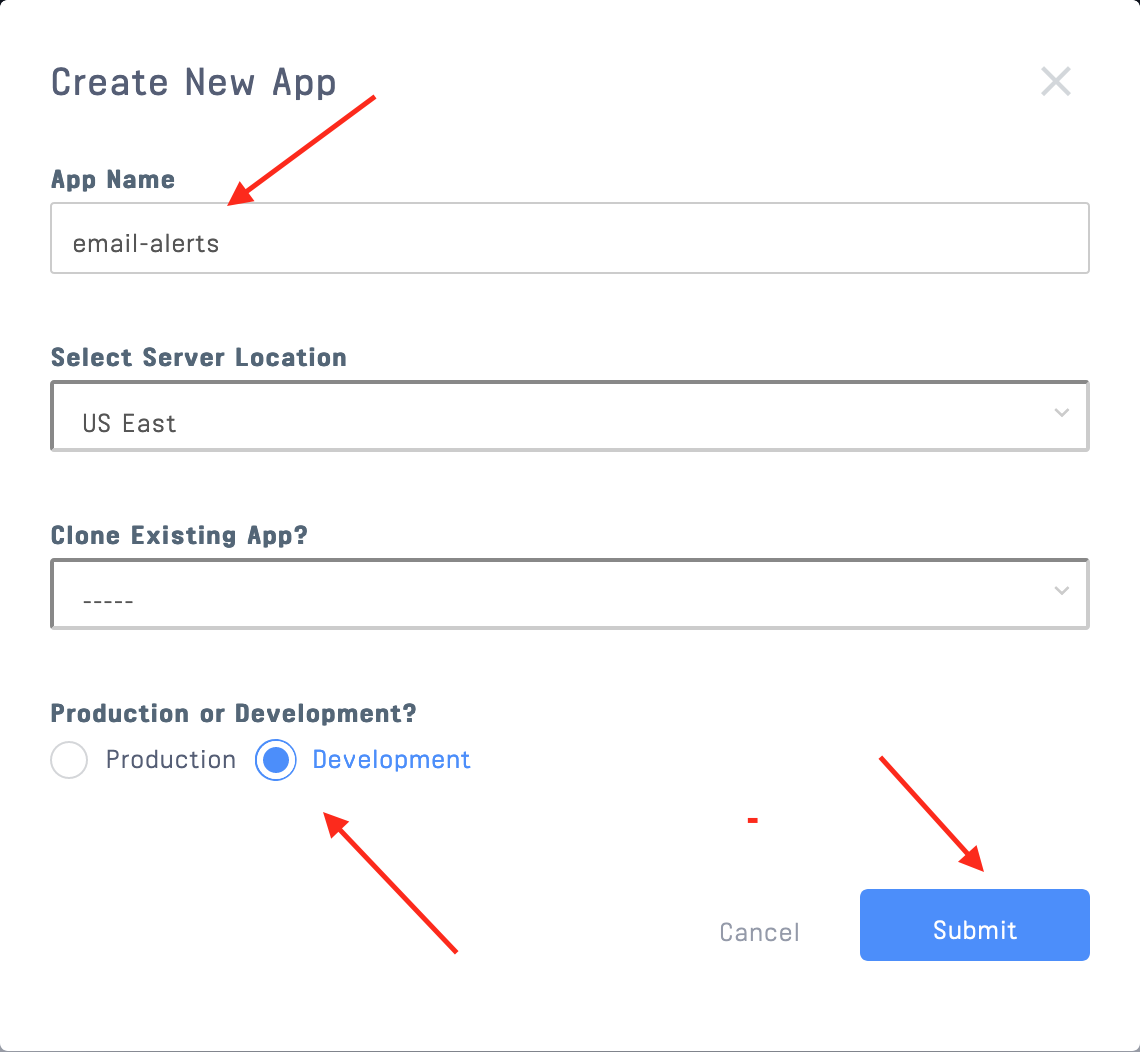 Create New App
App Name
email-alerts
Select Server Location
US East
Clone Existing App?
-----
Production or Development?
Production Development
Cancel Submit